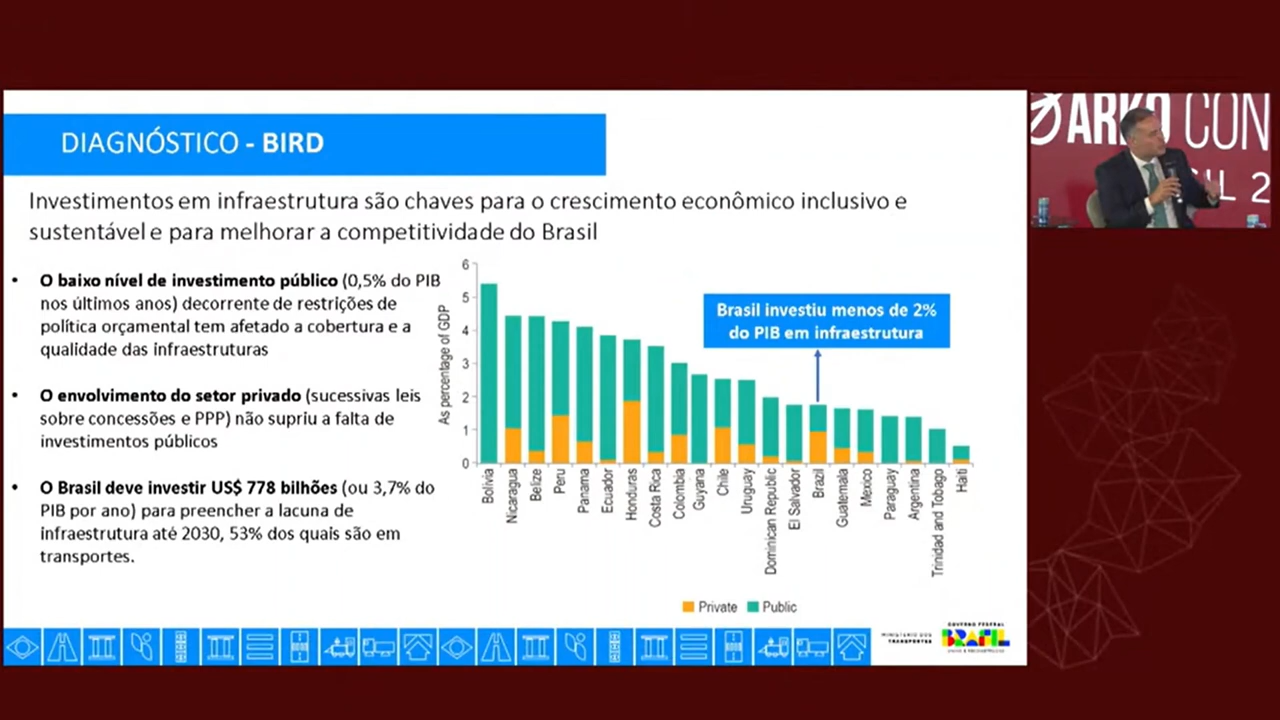 DIAGNÓSTICO - BIRD
Investimentos em infraestrutura são chaves para o crescimento econômico inclusivo e
sustentável e para melhorar a competitividade do Brasil
• O baixo nível de investimento público (0,5% do PIB
nos últimos anos) decorrente de restrições de
política orçamental tem afetado a cobertura e a
qualidade das infraestruturas
• O envolvimento do setor privado (sucessivas leis
sobre concessões e PPP) não supriu a falta de
investimentos públicos
• O Brasil deve investir US$ 778 bilhões (ou 3,7% do
PIB por ano) para preencher a lacuna de
infraestrutura até 2030, 53% dos quais são em
transportes.
As percentage of GDP
6
5
4
3
2
1
0
Brasil investiu menos de 2%
do PIB em infraestrutura
Bolivia
Nicaragua
Belize
Peru
Panama
Ecuador
Honduras
Costa Rica
Colombia
Guyana
Chile
Uruguay
Dominican Republic
El Salvador
Brazil
Guatemala
Mexico
Paraguay
Argentina
Trinidad and Tobago
Haiti
Private
Public
MINISTÉRIO DOS
TRANSPORTES
GOVERNO FEDERAL
BRASIL
UNIÃO E RECONSTRUÇÃO
ARKO CON
IL 2